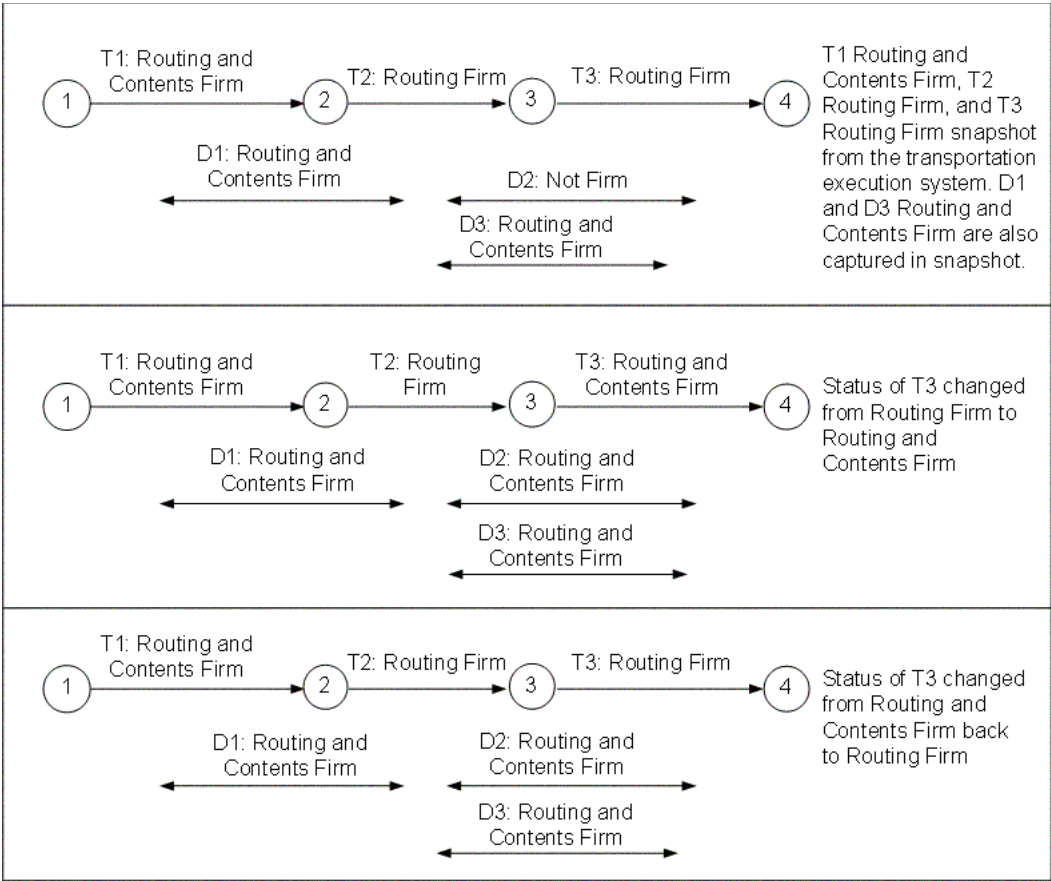 T1: Routing and
Contents Firm
T2: Routing Firm
T3: Routing Firm
1
2
3
4
D1: Routing and
Contents Firm
D2: Not Firm
D3: Routing and
Contents Firm
T1 Routing and
Contents Firm, T2
Routing Firm, and T3
Routing Firm snapshot
from the transportation
execution system. D1
and D3 Routing and
Contents Firm are also
captured in snapshot.
T1: Routing and
Contents Firm
T2: Routing
Firm
T3: Routing and
Contents Firm
1
2
3
4
D1: Routing and
Contents Firm
D2: Routing and
Contents Firm
D3: Routing and
Contents Firm
Status of T3 changed
from Routing Firm to
Routing and
Contents Firm
T1: Routing and
Contents Firm
T2: Routing Firm
T3: Routing Firm
1
2
3
4
D1: Routing and
Contents Firm
D2: Routing and
Contents Firm
D3: Routing and
Contents Firm
Status of T3 changed
from Routing and
Contents Firm back
to Routing Firm